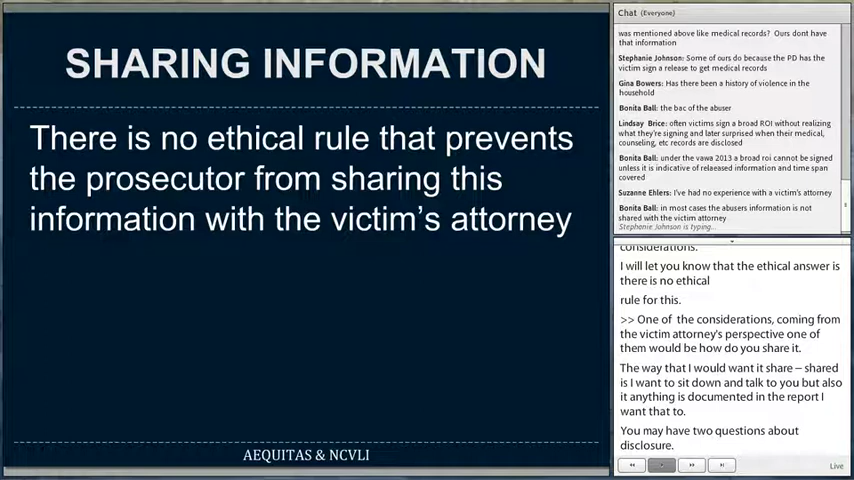 SHARING INFORMATION
There is no ethical rule that prevents
the prosecutor from sharing this
information with the victim's attorney
AEQUITAS & NCVLI
Chat (Everyone)
was mentioned above like medical records? Ours dont have
that information
Stephanie Johnson: Some of ours do because the PD has the
victim sign a release to get medical records
Gina Bowers: Has there been a history of violence in the
household
Bonita Ball: the bac of the abuser
Lindsay Brice: often victims sign a broad ROI without realizing
what they're signing and later surprised when their medical,
counseling, etc records are disclosed
Bonita Ball: under the vawa 2013 a broad roi cannot be signed
unless it is indicative of relaeased information and time span
covered
Suzanne Ehlers: I've had no experience with a victim's attorney
Bonita Ball: in most cases the abusers information is not
shared with the victim attorney
Stephanie Johnson is typing...
considerations.
I will let you know that the ethical answer is
there is no ethical
rule for this.
>> One of the considerations, coming from
the victim attorney's perspective one of
them would be how do you share it.
The way that I would want it share – shared
is I want to sit down and talk to you but also
it anything is documented in the report I
want that to.
You may have two questions about
disclosure.
Live